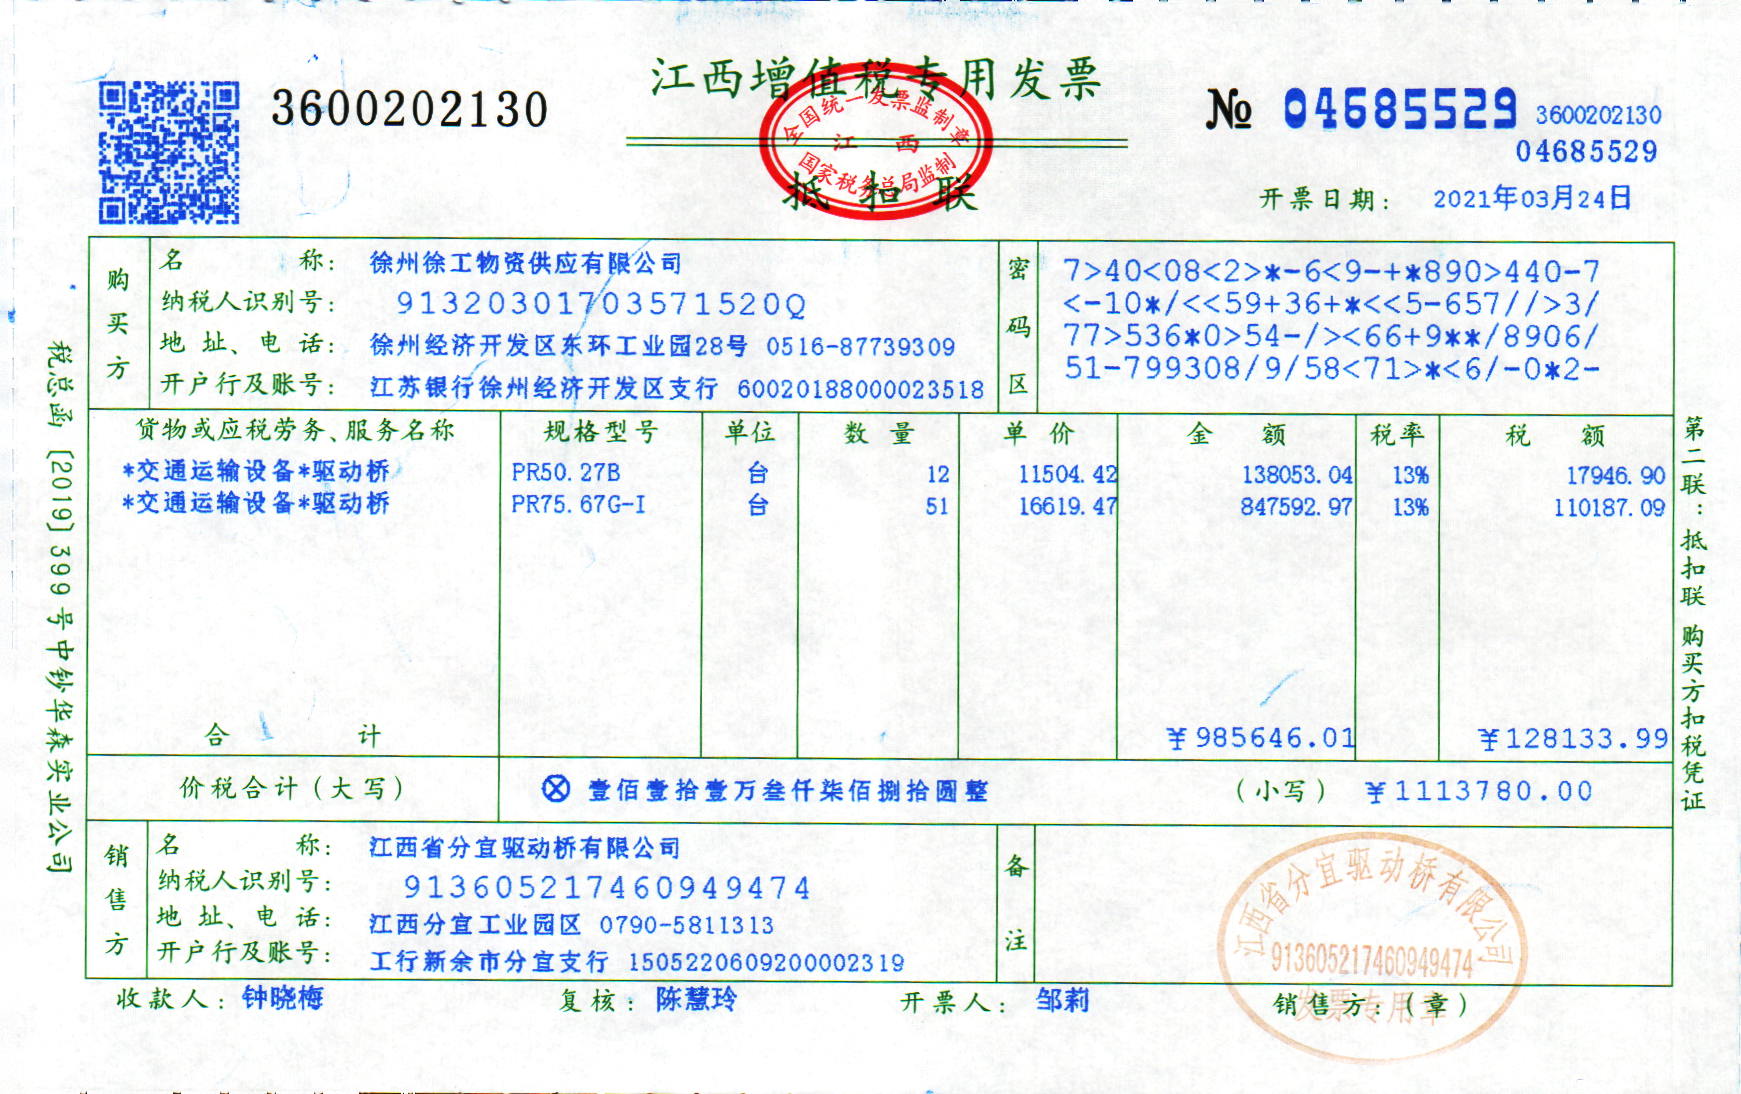 3600202130
江西增值税专用发票
全国统一发票监制章
江西
国家税务总局监制
抵扣联
№ 04685529
3600202130
04685529
开票日期: 2021年03月24日
购买方
名称: 徐州徐工物资供应有限公司
纳税人识别号: 91320301703571520Q
地址、电话: 徐州经济开发区东环工业园28号 0516-87739309
开户行及账号: 江苏银行徐州经济开发区支行 60020188000023518
密码区
7>40<08<2>*-6<9-+*890>440-7
<-10*/<<59+36+*<<5-657//>3/
77>536*0>54-/><66+9**/8906/
51-799308/9/58<71>*<6/-0*2-
货物或应税劳务、服务名称 规格型号 单位 数量 单价 金额 税率 税额
*交通运输设备*驱动桥 PR50.27B 台 12 11504.42 138053.04 13% 17946.90
*交通运输设备*驱动桥 PR75.67G-I 台 51 16619.47 847592.97 13% 110187.09
合计 ¥985646.01 ¥128133.99
价税合计(大写) ⊗ 壹佰壹拾壹万叁仟柒佰捌拾圆整 (小写) ¥1113780.00
销售方
名称: 江西省分宜驱动桥有限公司
纳税人识别号: 913605217460949474
地址、电话: 江西分宜工业园区 0790-5811313
开户行及账号: 工行新余市分宜支行 1505220609200002319
备注
江西省分宜驱动桥有限公司
913605217460949474
发票专用章
收款人: 钟晓梅 复核: 陈慧玲 开票人: 邹莉 销售方:(章)
税总函[2019]399号中钞华森实业公司
第二联:抵扣联 购买方扣税凭证